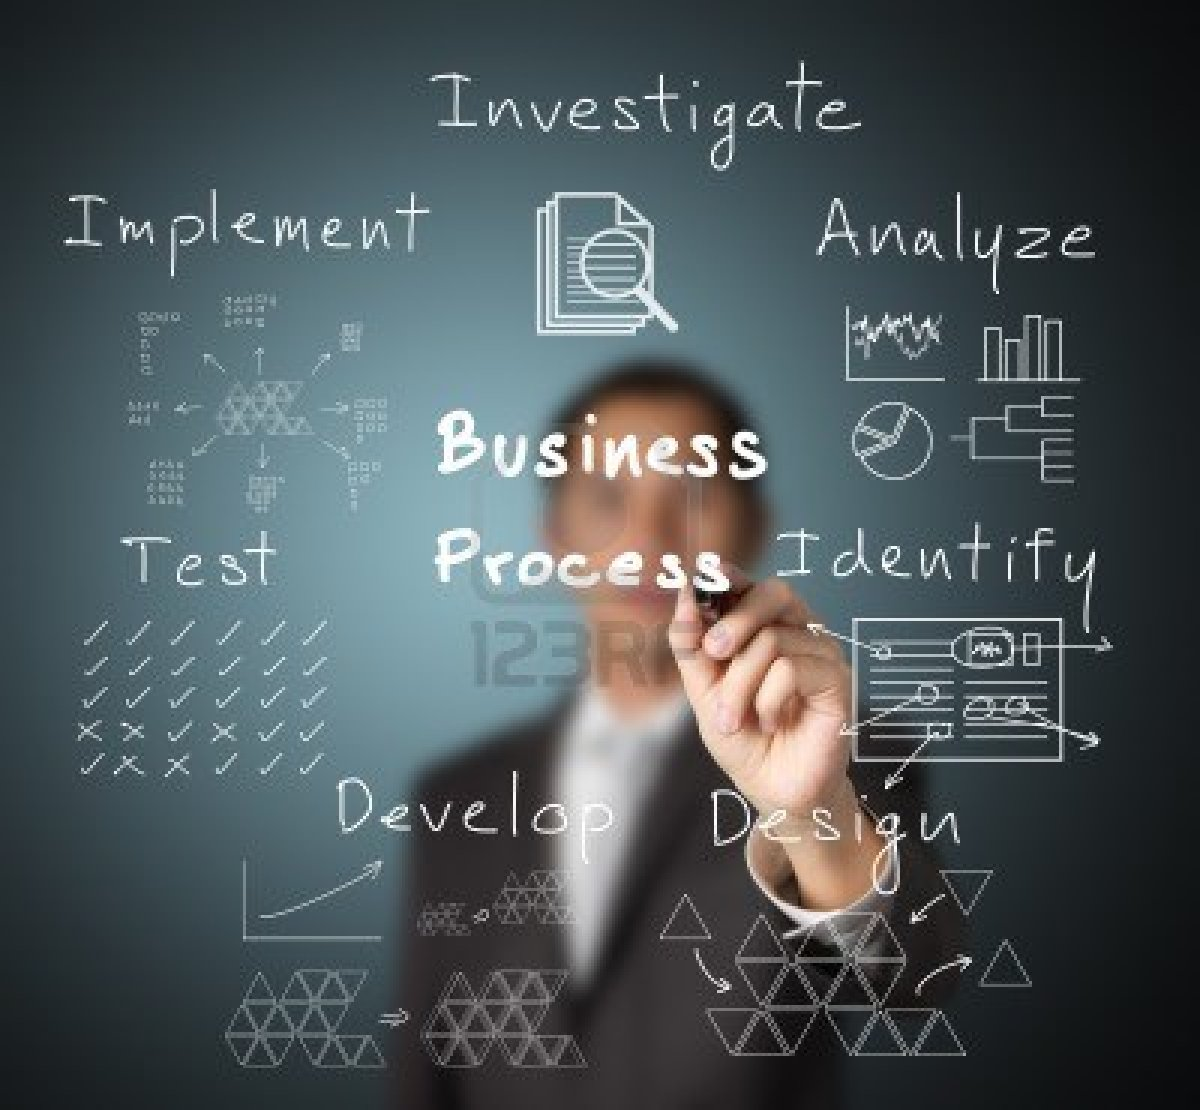 Investigate
Implement
Analyze
Business
Process
Test
Identify
Develop
Design
123RF